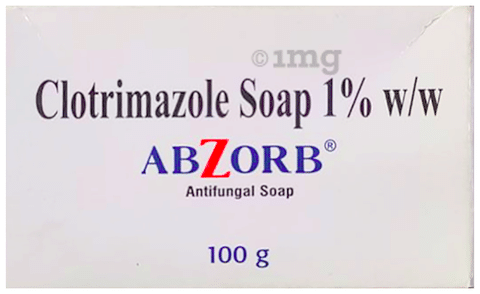 ©1mg
Clotrimazole Soap 1% w/w
ABZORB®
Antifungal Soap
100 g